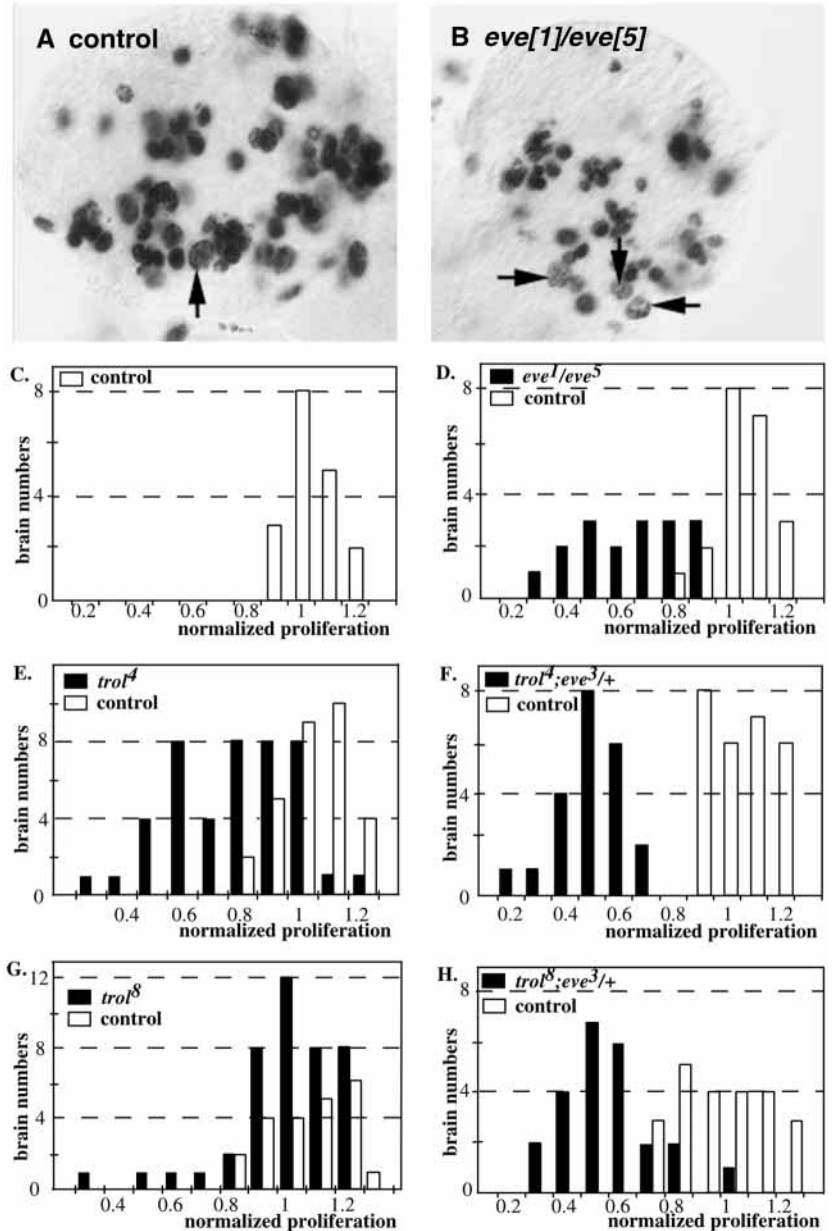 A control
B eve[1]/eve[5]
C.
control
8
4
0
brain numbers
0.2 0.4 0.6 0.8 1 1.2
normalized proliferation
D.
eve1/eve5
control
8
4
0
brain numbers
0.2 0.4 0.6 0.8 1 1.2
normalized proliferation
E.
trol4
control
8
4
0
brain numbers
0.4 0.6 0.8 1 1.2
normalized proliferation
F.
trol4;eve3/+
control
8
4
0
brain numbers
0.2 0.4 0.6 0.8 1 1.2
normalized proliferation
G.
trol8
control
12
8
4
0
brain numbers
0.4 0.6 0.8 1 1.2
normalized proliferation
H.
trol8;eve3/+
control
8
4
0
brain numbers
0.2 0.4 0.6 0.8 1 1.2
normalized proliferation